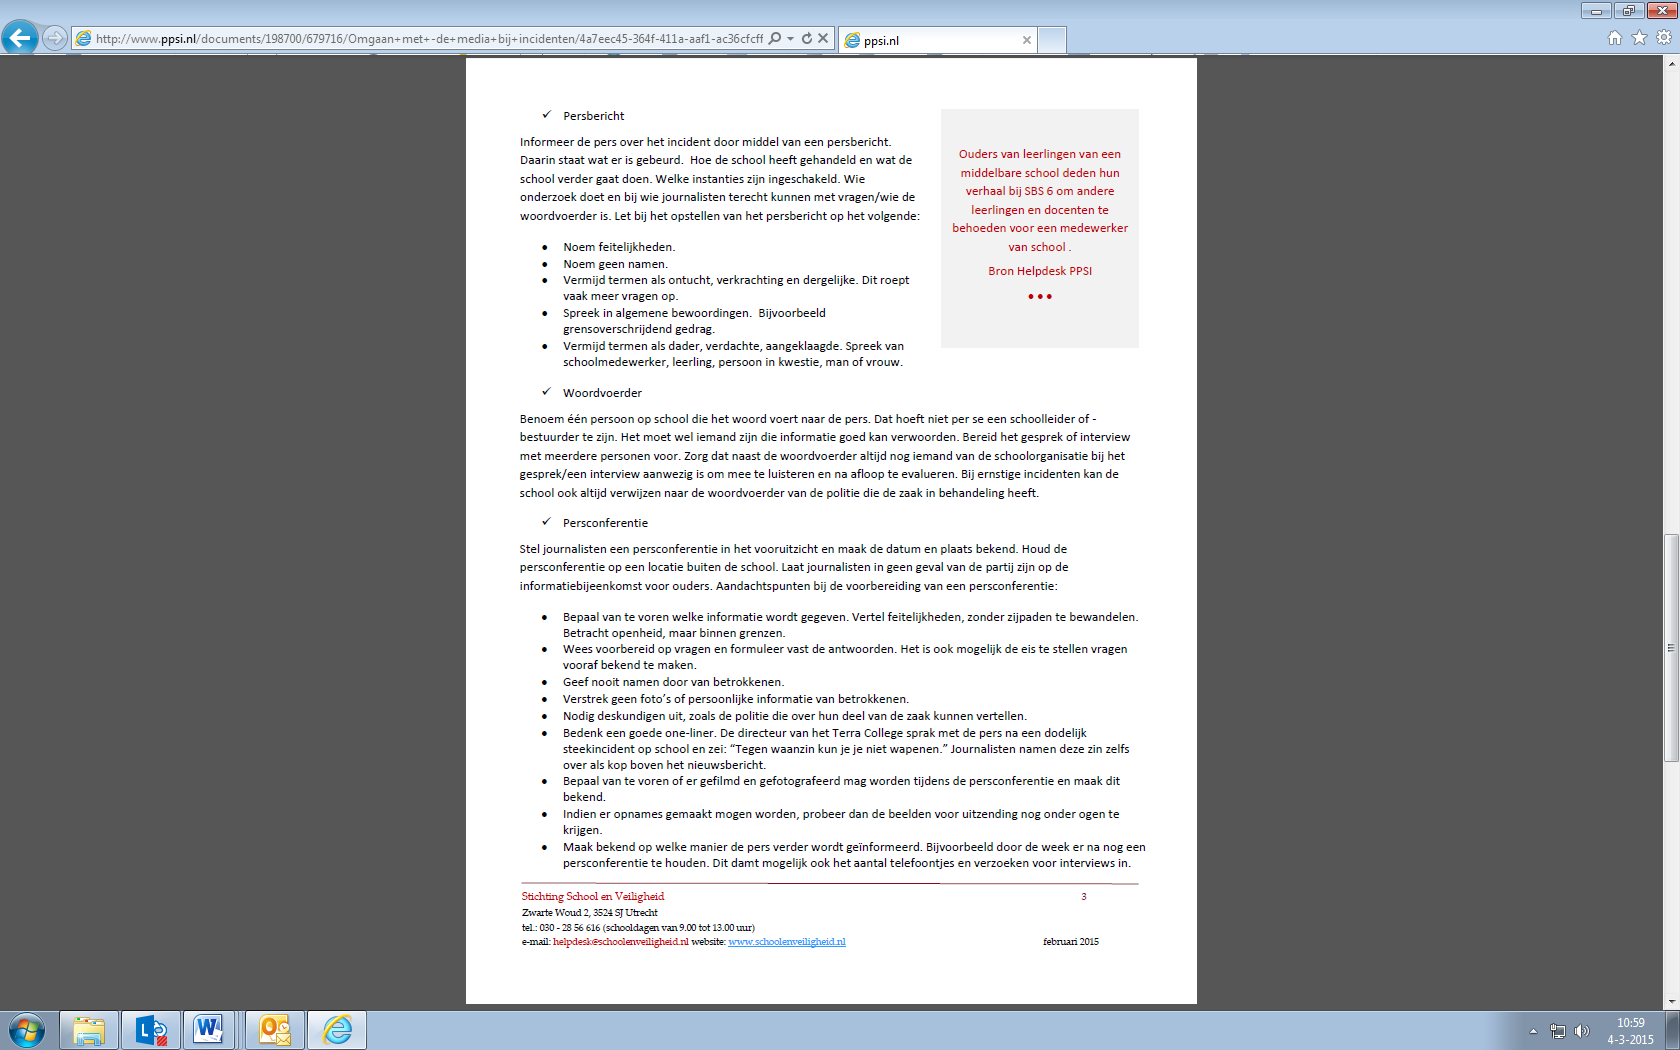 http://www.ppsi.nl/documents/198700/679716/Omgaan+met+-de+media+bij+incidenten/4a7eec45-364f-411a-aaf1-ac36cfcff
ppsi.nl
✓ Persbericht
Informeer de pers over het incident door middel van een persbericht.
Daarin staat wat er is gebeurd.  Hoe de school heeft gehandeld en wat de
school verder gaat doen. Welke instanties zijn ingeschakeld. Wie
onderzoek doet en bij wie journalisten terecht kunnen met vragen/wie de
woordvoerder is. Let bij het opstellen van het persbericht op het volgende:
• Noem feitelijkheden.
• Noem geen namen.
• Vermijd termen als ontucht, verkrachting en dergelijke. Dit roept
vaak meer vragen op.
• Spreek in algemene bewoordingen.  Bijvoorbeeld
grensoverschrijdend gedrag.
• Vermijd termen als dader, verdachte, aangeklaagde. Spreek van
schoolmedewerker, leerling, persoon in kwestie, man of vrouw.
Ouders van leerlingen van een
middelbare school deden hun
verhaal bij SBS 6 om andere
leerlingen en docenten te
behoeden voor een medewerker
van school .
Bron Helpdesk PPSI
•••
✓ Woordvoerder
Benoem één persoon op school die het woord voert naar de pers. Dat hoeft niet per se een schoolleider of -
bestuurder te zijn. Het moet wel iemand zijn die informatie goed kan verwoorden. Bereid het gesprek of interview
met meerdere personen voor. Zorg dat naast de woordvoerder altijd nog iemand van de schoolorganisatie bij het
gesprek/een interview aanwezig is om mee te luisteren en na afloop te evalueren. Bij ernstige incidenten kan de
school ook altijd verwijzen naar de woordvoerder van de politie die de zaak in behandeling heeft.
✓ Persconferentie
Stel journalisten een persconferentie in het vooruitzicht en maak de datum en plaats bekend. Houd de
persconferentie op een locatie buiten de school. Laat journalisten in geen geval van de partij zijn op de
informatiebijeenkomst voor ouders. Aandachtspunten bij de voorbereiding van een persconferentie:
• Bepaal van te voren welke informatie wordt gegeven. Vertel feitelijkheden, zonder zijpaden te bewandelen.
Betracht openheid, maar binnen grenzen.
• Wees voorbereid op vragen en formuleer vast de antwoorden. Het is ook mogelijk de eis te stellen vragen
vooraf bekend te maken.
• Geef nooit namen door van betrokkenen.
• Verstrek geen foto’s of persoonlijke informatie van betrokkenen.
• Nodig deskundigen uit, zoals de politie die over hun deel van de zaak kunnen vertellen.
• Bedenk een goede one-liner. De directeur van het Terra College sprak met de pers na een dodelijk
steekincident op school en zei: “Tegen waanzin kun je je niet wapenen.” Journalisten namen deze zin zelfs
over als kop boven het nieuwsbericht.
• Bepaal van te voren of er gefilmd en gefotografeerd mag worden tijdens de persconferentie en maak dit
bekend.
• Indien er opnames gemaakt mogen worden, probeer dan de beelden voor uitzending nog onder ogen te
krijgen.
• Maak bekend op welke manier de pers verder wordt geïnformeerd. Bijvoorbeeld door de week er na nog een
persconferentie te houden. Dit damt mogelijk ook het aantal telefoontjes en verzoeken voor interviews in.
Stichting School en Veiligheid 3
Zwarte Woud 2, 3524 SJ Utrecht
tel.: 030 - 28 56 616 (schooldagen van 9.00 tot 13.00 uur)
e-mail: helpdesk@schoolenveiligheid.nl website: www.schoolenveiligheid.nl februari 2015
10:59
4-3-2015